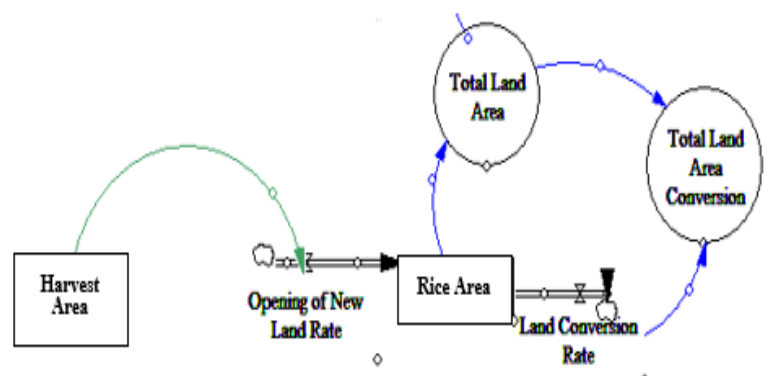 Total Land
Area
Total Land
Area
Conversion
Harvest
Area
Opening of New
Land Rate
Rice Area
Land Conversion
Rate